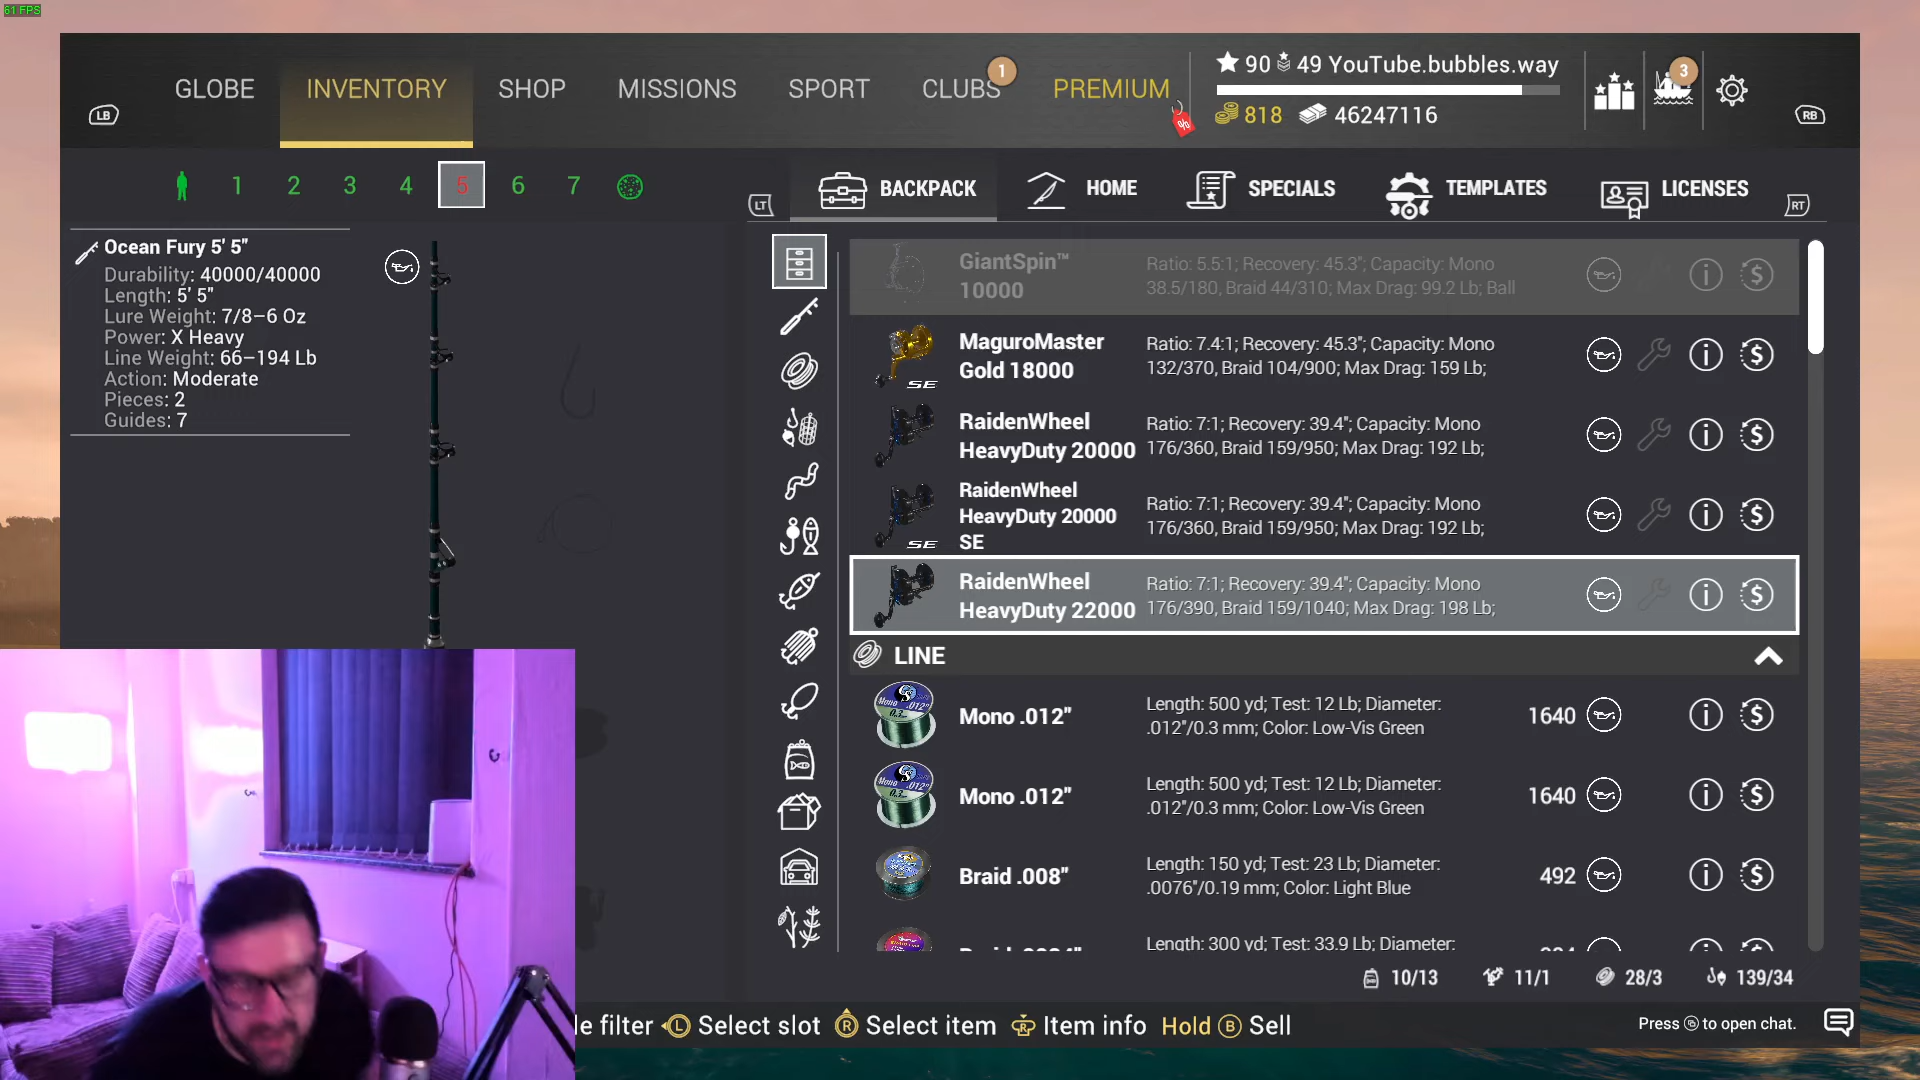 61 FPS
GLOBE
INVENTORY
SHOP
MISSIONS
SPORT
CLUBS
1
PREMIUM
%
90 49 YouTube.bubbles.way
818 46247116
3
LB
RB
1 2 3 4 5 6 7
LT
BACKPACK
HOME
SPECIALS
TEMPLATES
LICENSES
RT
Ocean Fury 5' 5"
Durability: 40000/40000
Length: 5' 5"
Lure Weight: 7/8–6 Oz
Power: X Heavy
Line Weight: 66–194 Lb
Action: Moderate
Pieces: 2
Guides: 7
GiantSpin™
10000
Ratio: 5.5:1; Recovery: 45.3"; Capacity: Mono
38.5/180, Braid 44/310; Max Drag: 99.2 Lb; Ball
MaguroMaster
Gold 18000
SE
Ratio: 7.4:1; Recovery: 45.3"; Capacity: Mono
132/370, Braid 104/900; Max Drag: 159 Lb;
RaidenWheel
HeavyDuty 20000
Ratio: 7:1; Recovery: 39.4"; Capacity: Mono
176/360, Braid 159/950; Max Drag: 192 Lb;
RaidenWheel
HeavyDuty 20000
SE
SE
Ratio: 7:1; Recovery: 39.4"; Capacity: Mono
176/360, Braid 159/950; Max Drag: 192 Lb;
RaidenWheel
HeavyDuty 22000
Ratio: 7:1; Recovery: 39.4"; Capacity: Mono
176/390, Braid 159/1040; Max Drag: 198 Lb;
LINE
Mono .012"
Length: 500 yd; Test: 12 Lb; Diameter:
.012"/0.3 mm; Color: Low-Vis Green
1640
Mono .012"
Length: 500 yd; Test: 12 Lb; Diameter:
.012"/0.3 mm; Color: Low-Vis Green
1640
Braid .008"
Length: 150 yd; Test: 23 Lb; Diameter:
.0076"/0.19 mm; Color: Light Blue
492
Length: 300 yd; Test: 33.9 Lb; Diameter:
10/13
11/1
28/3
139/34
filter
L Select slot
R Select item
R Item info
Hold B Sell
Press to open chat.